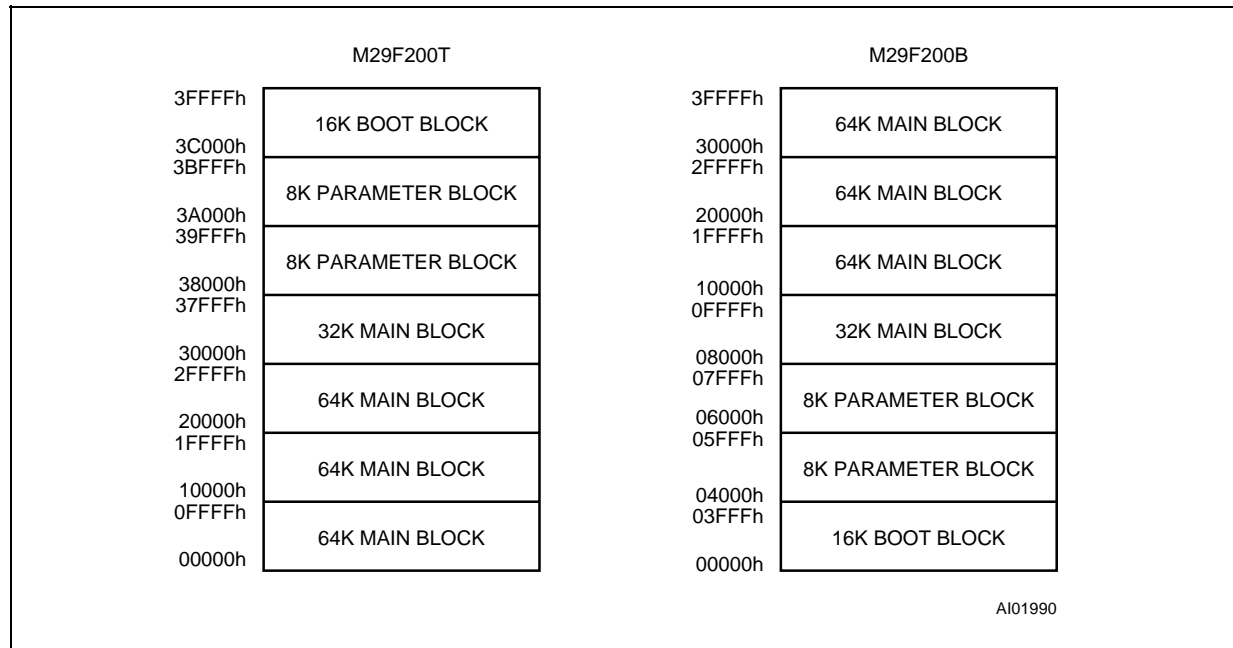 M29F200T
3FFFFh
16K BOOT BLOCK
3C000h
3BFFFh
8K PARAMETER BLOCK
3A000h
39FFFh
8K PARAMETER BLOCK
38000h
37FFFh
32K MAIN BLOCK
30000h
2FFFFh
64K MAIN BLOCK
20000h
1FFFFh
64K MAIN BLOCK
10000h
0FFFFh
64K MAIN BLOCK
00000h
M29F200B
3FFFFh
64K MAIN BLOCK
30000h
2FFFFh
64K MAIN BLOCK
20000h
1FFFFh
64K MAIN BLOCK
10000h
0FFFFh
32K MAIN BLOCK
08000h
07FFFh
8K PARAMETER BLOCK
06000h
05FFFh
8K PARAMETER BLOCK
04000h
03FFFh
16K BOOT BLOCK
00000h
AI01990